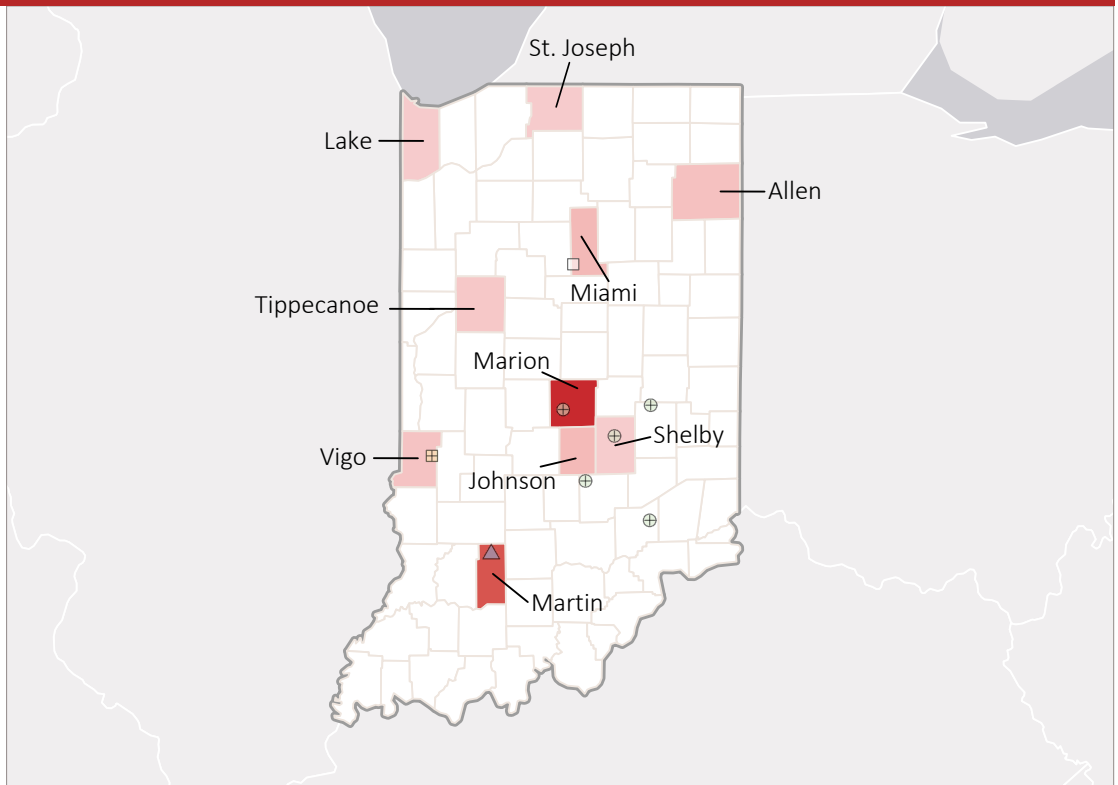 St. Joseph
Lake
Allen
Miami
Tippecanoe
Marion
Shelby
Vigo
Johnson
Martin